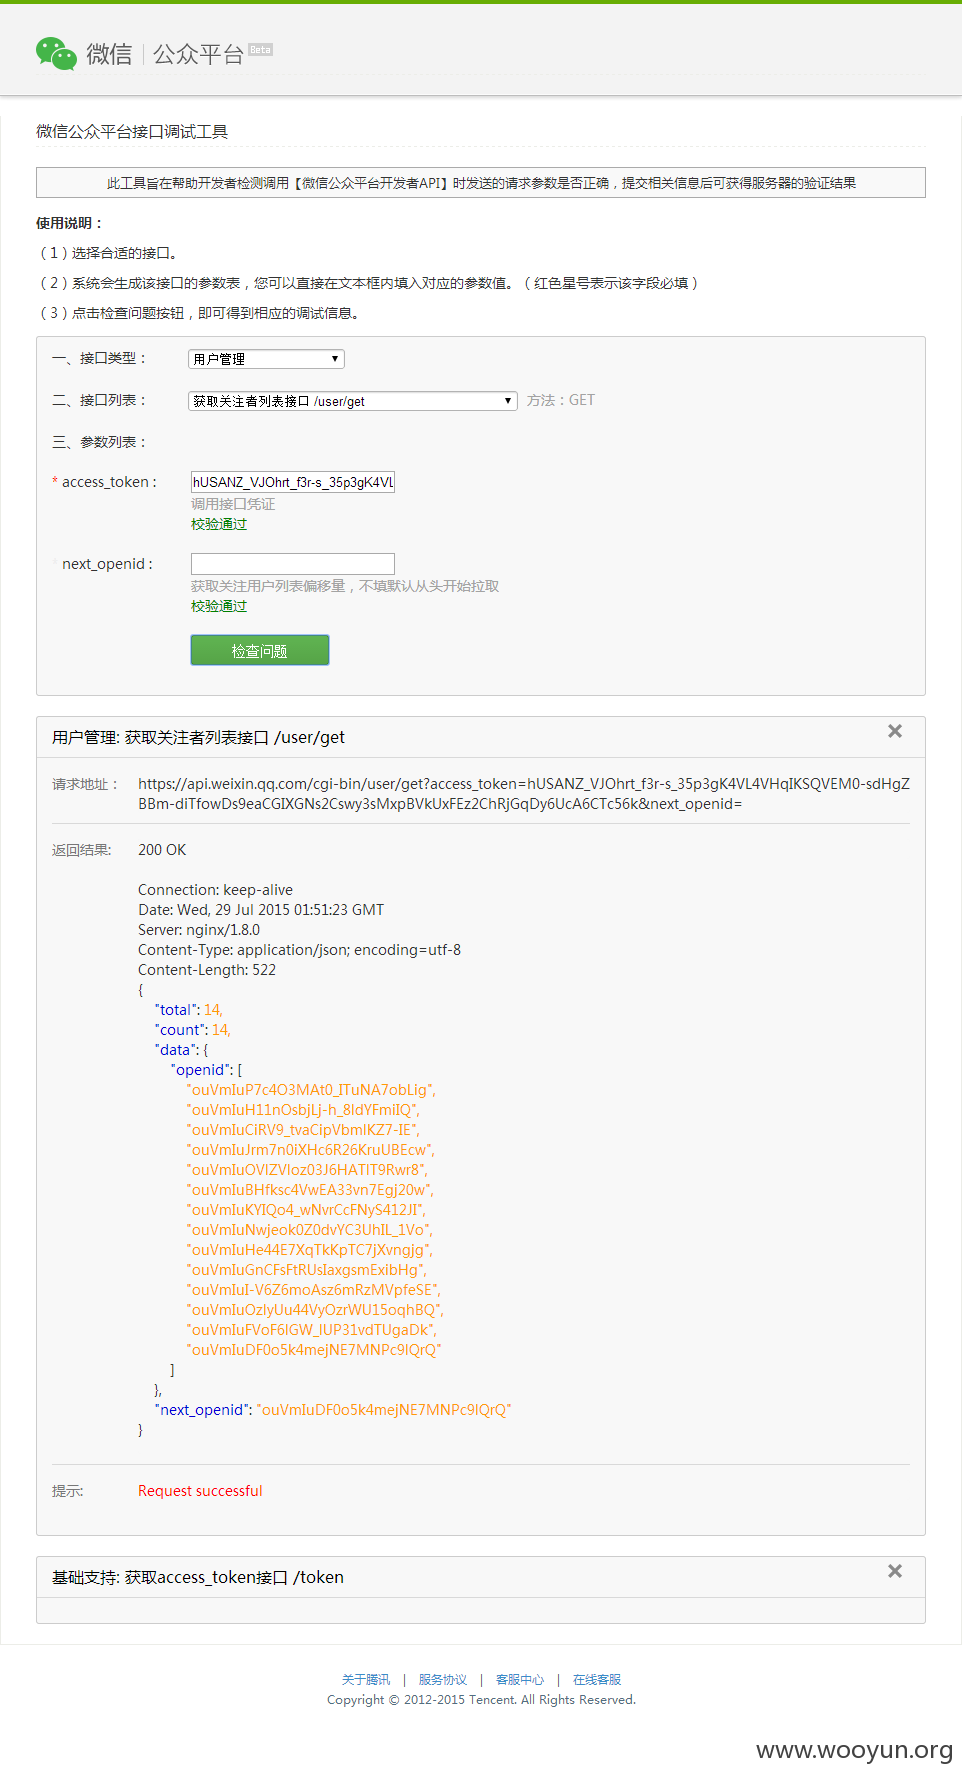 微信 | 公众平台 Beta
微信公众平台接口调试工具
此工具旨在帮助开发者检测调用【微信公众平台开发者API】时发送的请求参数是否正确，提交相关信息后可获得服务器的验证结果
使用说明：
（1）选择合适的接口。
（2）系统会生成该接口的参数表，您可以直接在文本框内填入对应的参数值。（红色星号表示该字段必填）
（3）点击检查问题按钮，即可得到相应的调试信息。
一、接口类型： 用户管理
二、接口列表： 获取关注者列表接口 /user/get 方法：GET
三、参数列表：
* access_token : hUSANZ_VJOhrt_f3r-s_35p3gK4VL
调用接口凭证
校验通过
next_openid :
获取关注用户列表偏移量，不填默认从头开始拉取
校验通过
检查问题
用户管理: 获取关注者列表接口 /user/get
请求地址： https://api.weixin.qq.com/cgi-bin/user/get?access_token=hUSANZ_VJOhrt_f3r-s_35p3gK4VL4VHqIKSQVEM0-sdHgZ
BBm-diTfowDs9eaCGIXGNs2Cswy3sMxpBVkUxFEz2ChRjGqDy6UcA6CTc56k&next_openid=
返回结果: 200 OK
Connection: keep-alive
Date: Wed, 29 Jul 2015 01:51:23 GMT
Server: nginx/1.8.0
Content-Type: application/json; encoding=utf-8
Content-Length: 522
{
"total": 14,
"count": 14,
"data": {
"openid": [
"ouVmIuP7c4O3MAt0_ITuNA7obLig",
"ouVmIuH11nOsbjLj-h_8ldYFmiIQ",
"ouVmIuCiRV9_tvaCipVbmlKZ7-IE",
"ouVmIuJrm7n0iXHc6R26KruUBEcw",
"ouVmIuOVlZVloz03J6HATlT9Rwr8",
"ouVmIuBHfksc4VwEA33vn7Egj20w",
"ouVmIuKYIQo4_wNvrCcFNyS412JI",
"ouVmIuNwjeok0Z0dvYC3UhIL_1Vo",
"ouVmIuHe44E7XqTkKpTC7jXvngjg",
"ouVmIuGnCFsFtRUsIaxgsmExibHg",
"ouVmIuI-V6Z6moAsz6mRzMVpfeSE",
"ouVmIuOzlyUu44VyOzrWU15oqhBQ",
"ouVmIuFVoF6lGW_lUP31vdTUgaDk",
"ouVmIuDF0o5k4mejNE7MNPc9lQrQ"
]
},
"next_openid": "ouVmIuDF0o5k4mejNE7MNPc9lQrQ"
}
提示: Request successful
基础支持: 获取access_token接口 /token
关于腾讯 | 服务协议 | 客服中心 | 在线客服
Copyright © 2012-2015 Tencent. All Rights Reserved.
www.wooyun.org